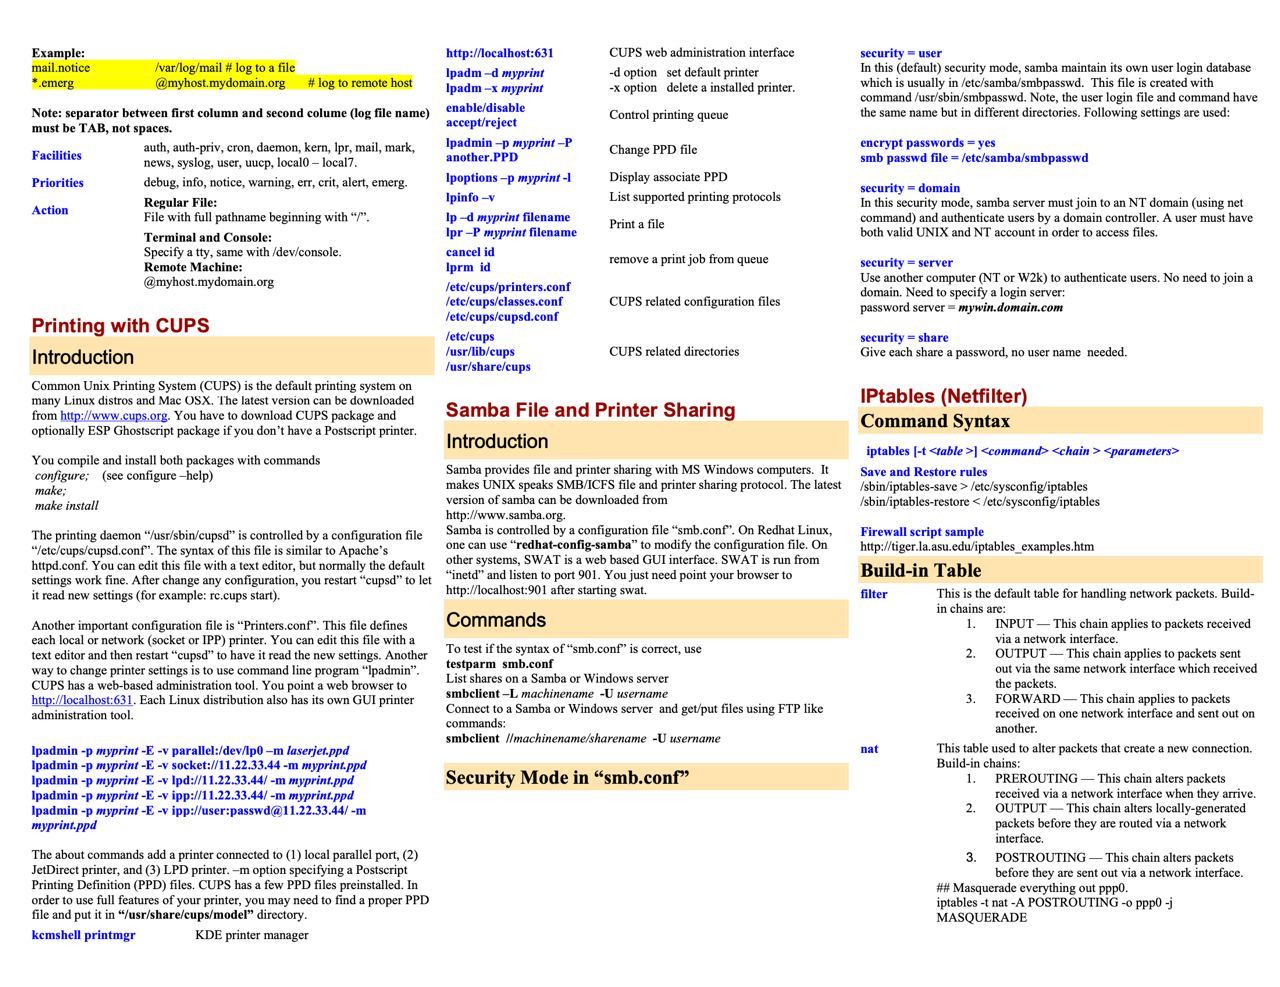 Example:
mail.notice /var/log/mail # log to a file
*.emerg @myhost.mydomain.org # log to remote host
Note: separator between first column and second colume (log file name)
must be TAB, not spaces.
Facilities auth, auth-priv, cron, daemon, kern, lpr, mail, mark,
news, syslog, user, uucp, local0 – local7.
Priorities debug, info, notice, warning, err, crit, alert, emerg.
Action Regular File:
File with full pathname beginning with “/”.
Terminal and Console:
Specify a tty, same with /dev/console.
Remote Machine:
@myhost.mydomain.org
Printing with CUPS
Introduction
Common Unix Printing System (CUPS) is the default printing system on
many Linux distros and Mac OSX. The latest version can be downloaded
from http://www.cups.org. You have to download CUPS package and
optionally ESP Ghostscript package if you don’t have a Postscript printer.
You compile and install both packages with commands
configure; (see configure –help)
make;
make install
The printing daemon “/usr/sbin/cupsd” is controlled by a configuration file
“/etc/cups/cupsd.conf”. The syntax of this file is similar to Apache’s
httpd.conf. You can edit this file with a text editor, but normally the default
settings work fine. After change any configuration, you restart “cupsd” to let
it read new settings (for example: rc.cups start).
Another important configuration file is “Printers.conf”. This file defines
each local or network (socket or IPP) printer. You can edit this file with a
text editor and then restart “cupsd” to have it read the new settings. Another
way to change printer settings is to use command line program “lpadmin”.
CUPS has a web-based administration tool. You point a web browser to
http://localhost:631. Each Linux distribution also has its own GUI printer
administration tool.
lpadmin -p myprint -E -v parallel:/dev/lp0 –m laserjet.ppd
lpadmin -p myprint -E -v socket://11.22.33.44 -m myprint.ppd
lpadmin -p myprint -E -v lpd://11.22.33.44/ -m myprint.ppd
lpadmin -p myprint -E -v ipp://11.22.33.44/ -m myprint.ppd
lpadmin -p myprint -E -v ipp://user:passwd@11.22.33.44/ -m
myprint.ppd
The about commands add a printer connected to (1) local parallel port, (2)
JetDirect printer, and (3) LPD printer. –m option specifying a Postscript
Printing Definition (PPD) files. CUPS has a few PPD files preinstalled. In
order to use full features of your printer, you may need to find a proper PPD
file and put it in “/usr/share/cups/model” directory.
kcmshell printmgr KDE printer manager
http://localhost:631 CUPS web administration interface
lpadm –d myprint -d option set default printer
lpadm –x myprint -x option delete a installed printer.
enable/disable
accept/reject
Control printing queue
lpadmin –p myprint –P
another.PPD
Change PPD file
lpoptions –p myprint -l Display associate PPD
lpinfo –v List supported printing protocols
lp –d myprint filename
lpr –P myprint filename
Print a file
cancel id
lprm id
remove a print job from queue
/etc/cups/printers.conf
/etc/cups/classes.conf
/etc/cups/cupsd.conf
CUPS related configuration files
/etc/cups
/usr/lib/cups
/usr/share/cups
CUPS related directories
Samba File and Printer Sharing
Introduction
Samba provides file and printer sharing with MS Windows computers. It
makes UNIX speaks SMB/ICFS file and printer sharing protocol. The latest
version of samba can be downloaded from
http://www.samba.org.
Samba is controlled by a configuration file “smb.conf”. On Redhat Linux,
one can use “redhat-config-samba” to modify the configuration file. On
other systems, SWAT is a web based GUI interface. SWAT is run from
“inetd” and listen to port 901. You just need point your browser to
http://localhost:901 after starting swat.
Commands
To test if the syntax of “smb.conf” is correct, use
testparm smb.conf
List shares on a Samba or Windows server
smbclient –L machinename -U username
Connect to a Samba or Windows server and get/put files using FTP like
commands:
smbclient //machinename/sharename -U username
Security Mode in “smb.conf”
security = user
In this (default) security mode, samba maintain its own user login database
which is usually in /etc/samba/smbpasswd. This file is created with
command /usr/sbin/smbpasswd. Note, the user login file and command have
the same name but in different directories. Following settings are used:
encrypt passwords = yes
smb passwd file = /etc/samba/smbpasswd
security = domain
In this security mode, samba server must join to an NT domain (using net
command) and authenticate users by a domain controller. A user must have
both valid UNIX and NT account in order to access files.
security = server
Use another computer (NT or W2k) to authenticate users. No need to join a
domain. Need to specify a login server:
password server = mywin.domain.com
security = share
Give each share a password, no user name needed.
IPtables (Netfilter)
Command Syntax
iptables [-t <table >] <command> <chain > <parameters>
Save and Restore rules
/sbin/iptables-save > /etc/sysconfig/iptables
/sbin/iptables-restore < /etc/sysconfig/iptables
Firewall script sample
http://tiger.la.asu.edu/iptables_examples.htm
Build-in Table
filter This is the default table for handling network packets. Build-
in chains are:
1. INPUT — This chain applies to packets received
via a network interface.
2. OUTPUT — This chain applies to packets sent
out via the same network interface which received
the packets.
3. FORWARD — This chain applies to packets
received on one network interface and sent out on
another.
nat This table used to alter packets that create a new connection.
Build-in chains:
1. PREROUTING — This chain alters packets
received via a network interface when they arrive.
2. OUTPUT — This chain alters locally-generated
packets before they are routed via a network
interface.
3. POSTROUTING — This chain alters packets
before they are sent out via a network interface.
## Masquerade everything out ppp0.
iptables -t nat -A POSTROUTING -o ppp0 -j
MASQUERADE